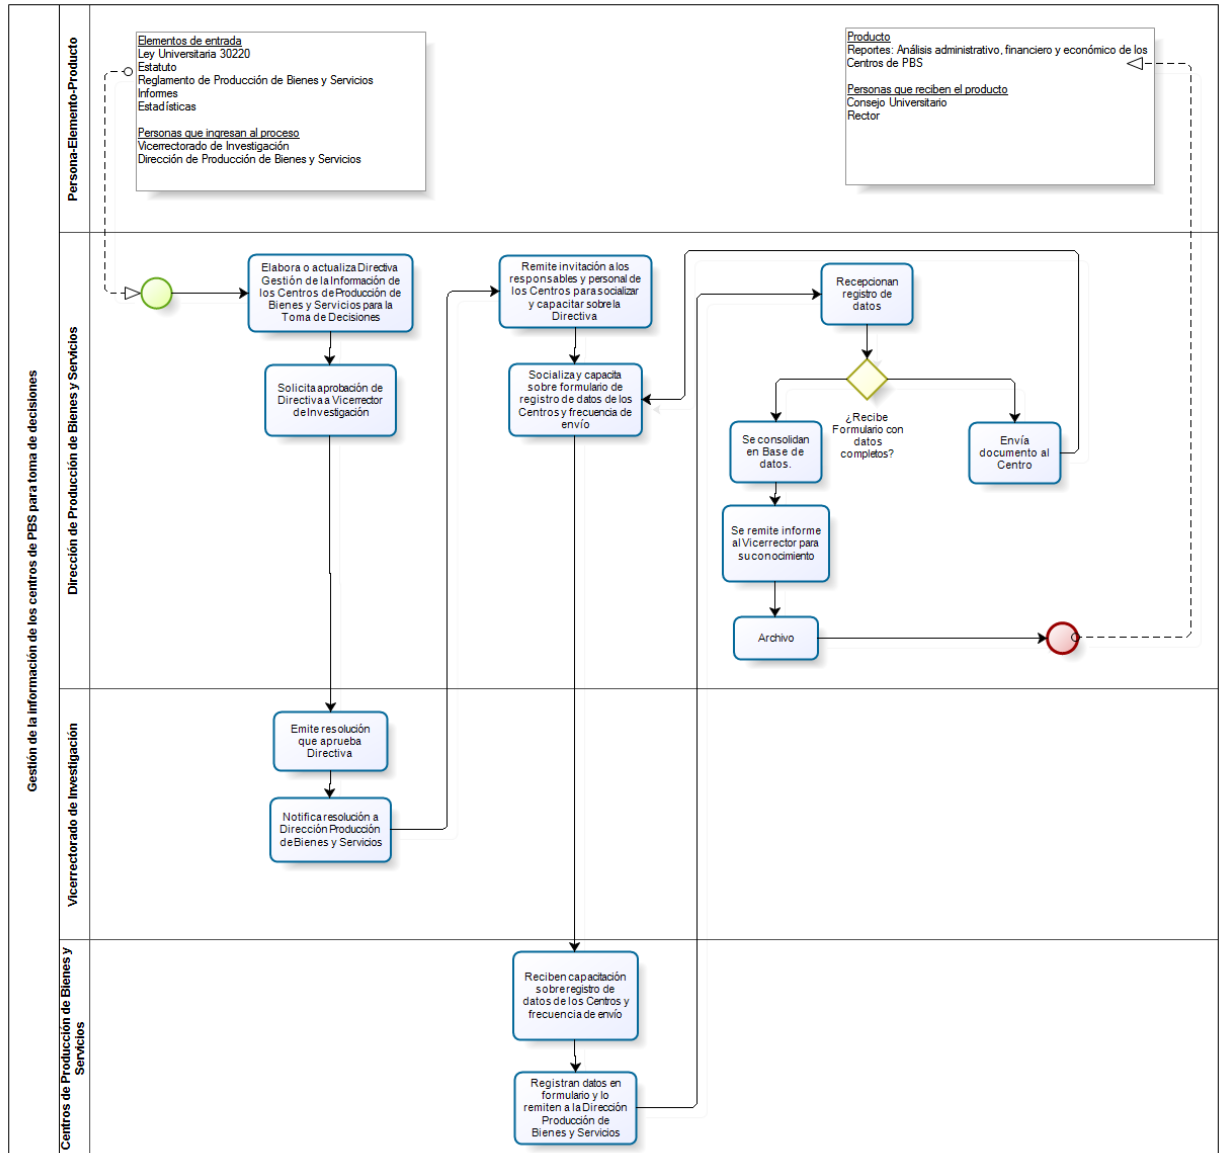 Gestión de la información de los centros de PBS para toma de decisiones
Persona-Elemento-Producto
Elementos de entrada
Ley Universitaria 30220
Estatuto
Reglamento de Producción de Bienes y Servicios
Informes
Estadísticas
Personas que ingresan al proceso
Vicerrectorado de Investigación
Dirección de Producción de Bienes y Servicios
Producto
Reportes: Análisis administrativo, financiero y económico de los
Centros de PBS
Personas que reciben el producto
Consejo Universitario
Rector
Dirección de Producción de Bienes y Servicios
Elabora o actualiza Directiva
Gestión de la Información de
los Centros de Producción de
Bienes y Servicios para la
Toma de Decisiones
Solicita aprobación de
Directiva a Vicerrector
de Investigación
Remite invitación a los
responsables y personal de
los Centros para socializar
y capacitar sobre la
Directiva
Socializa y capacita
sobre formulario de
registro de datos de los
Centros y frecuencia de
envío
Recepcionan
registro de
datos
¿Recibe
Formulario con
datos
completos?
Se consolidan
en Base de
datos.
Envía
documento al
Centro
Se remite informe
al Vicerrector para
su conocimiento
Archivo
Vicerrectorado de Investigación
Emite resolución
que aprueba
Directiva
Notifica resolución a
Dirección Producción
de Bienes y Servicios
Centros de Producción de Bienes y
Servicios
Reciben capacitación
sobre registro de
datos de los Centros y
frecuencia de envío
Registran datos en
formulario y lo
remiten a la Dirección
Producción de
Bienes y Servicios